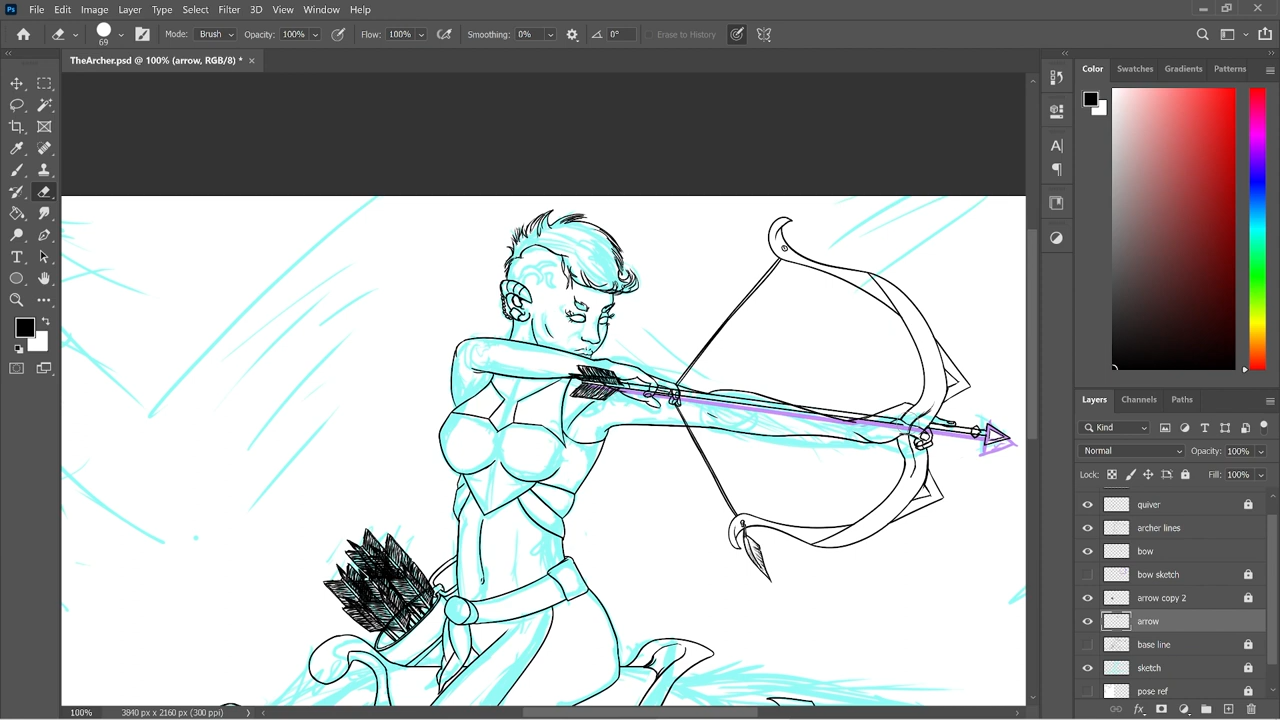 Ps File Edit Image Layer Type Select Filter 3D View Window Help
69 Mode: Brush Opacity: 100% Flow: 100% Smoothing: 0% 0° Erase to History
TheArcher.psd @ 100% (arrow, RGB/8) *
Color Swatches Gradients Patterns
Layers Channels Paths
Kind
Normal Opacity: 100%
Lock: Fill: 100%
quiver
archer lines
bow
bow sketch
arrow copy 2
arrow
base line
sketch
pose ref
100% 3840 px x 2160 px (300 ppi)